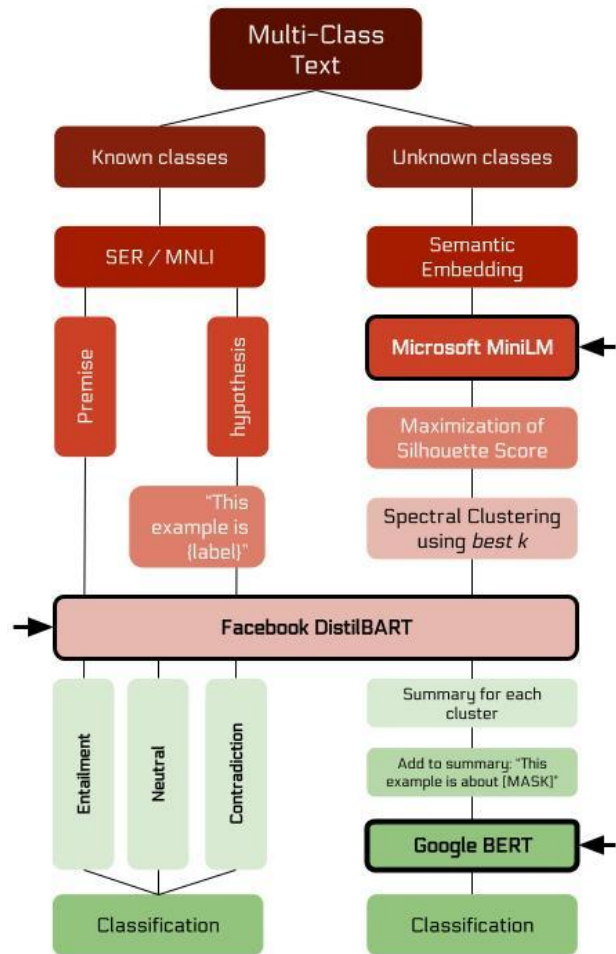 Multi-Class
Text
Known classes
Unknown classes
SER / MNLI
Semantic
Embedding
Premise
hypothesis
Microsoft MiniLM
Maximization of
Silhouette Score
"This
example is
{label}"
Spectral Clustering
using best k
Facebook DistilBART
Entailment
Neutral
Contradiction
Summary for each
cluster
Add to summary: "This
example is about [MASK]"
Google BERT
Classification
Classification